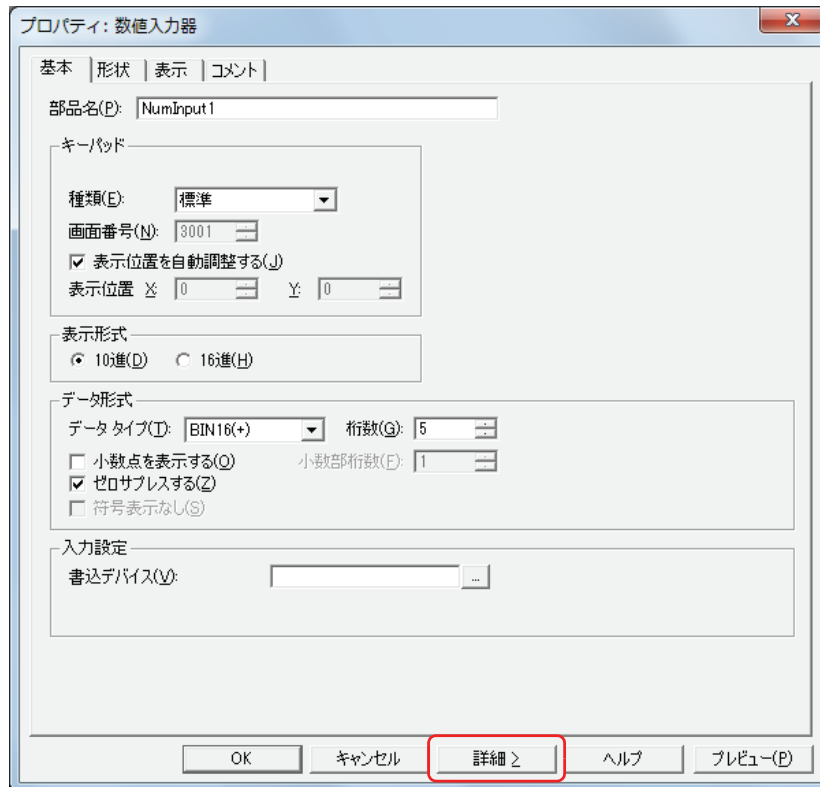 プロパティ: 数値入力器
基本 形状 表示 コメント
部品名(P): NumInput1
キーパッド
種類(E): 標準
画面番号(N): 3001
表示位置を自動調整する(J)
表示位置 X: 0 Y: 0
表示形式
10進(D) 16進(H)
データ形式
データ タイプ(T): BIN16(+) 桁数(G): 5
小数点を表示する(O) 小数部桁数(F): 1
ゼロサプレスする(Z)
符号表示なし(S)
入力設定
書込デバイス(V): ...
OK キャンセル 詳細 > ヘルプ プレビュー(P)